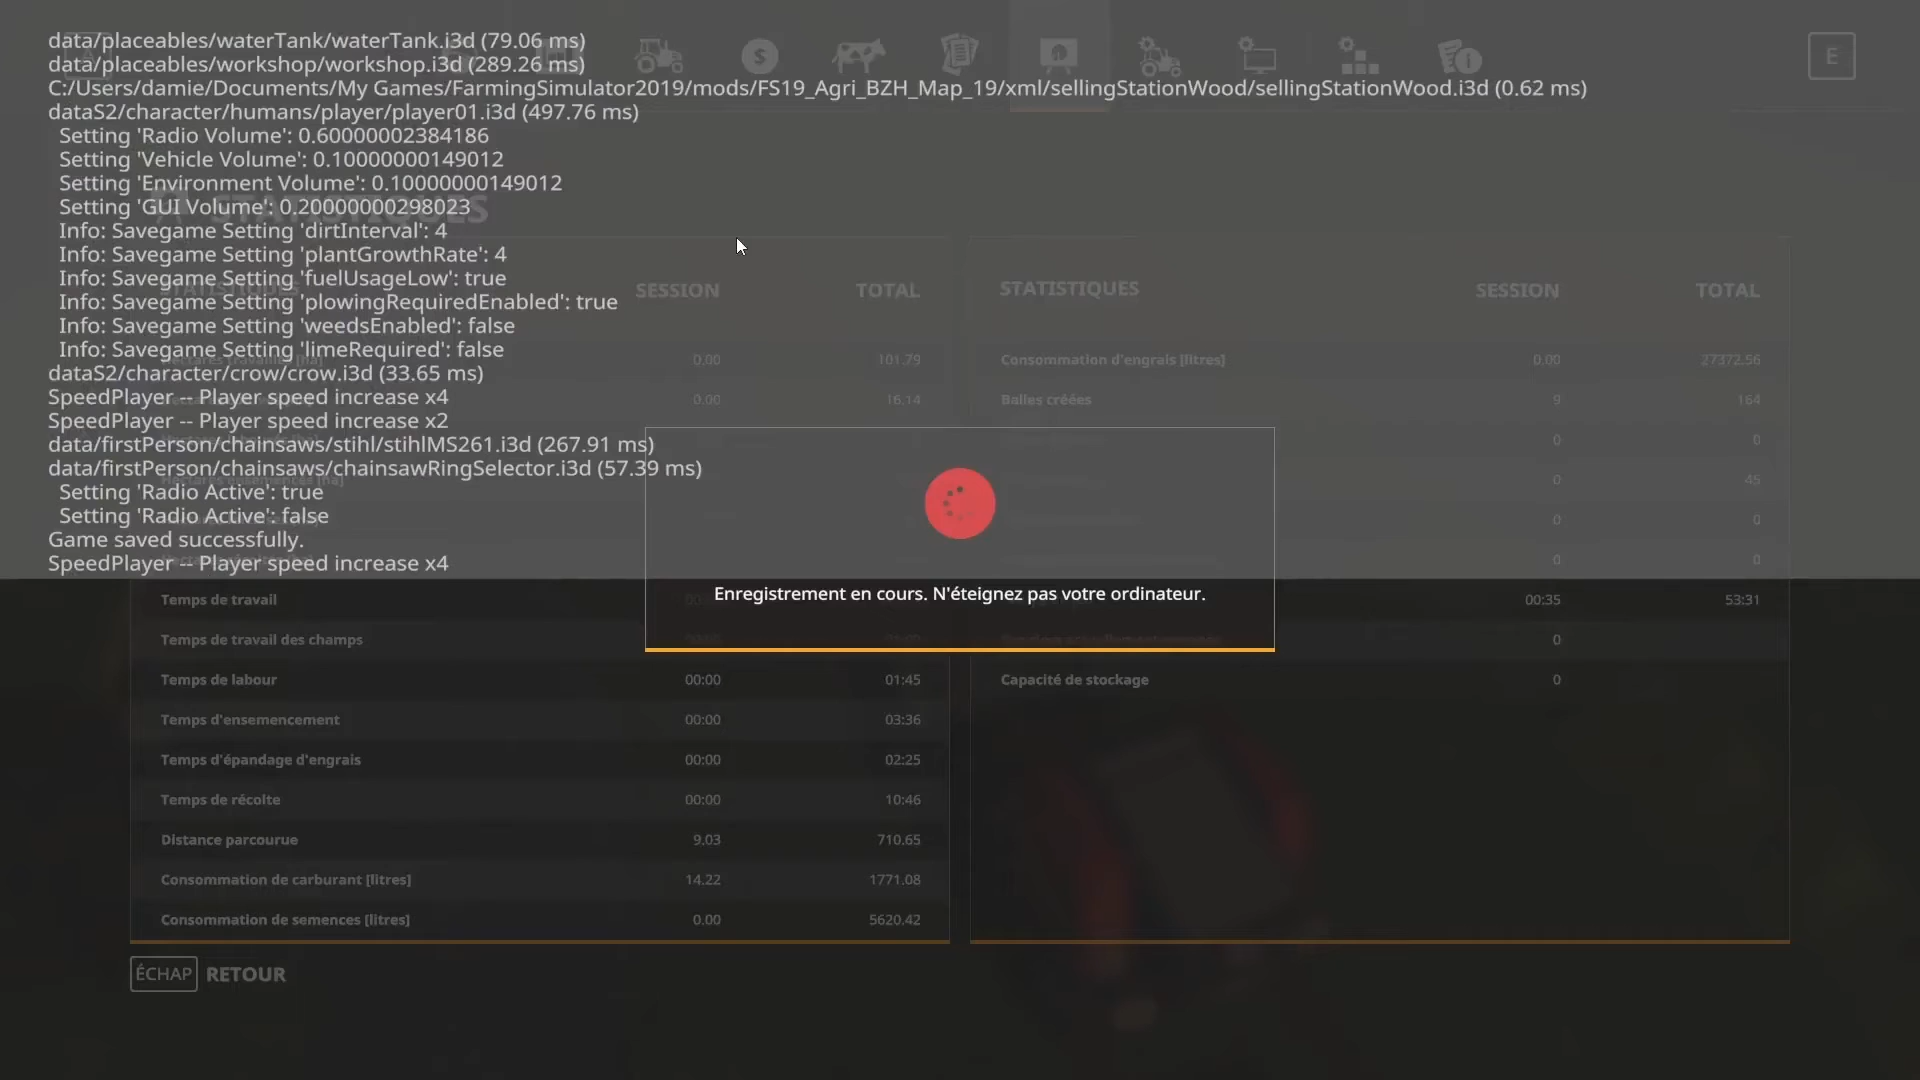 data/placeables/waterTank/waterTank.i3d (79.06 ms)
data/placeables/workshop/workshop.i3d (289.26 ms)
E
C:/Users/damie/Documents/My Games/FarmingSimulator2019/mods/FS19_Agri_BZH_Map_19/xml/sellingStationWood/sellingStationWood.i3d (0.62 ms)
dataS2/character/humans/player/player01.i3d (497.76 ms)
Setting 'Radio Volume': 0.60000002384186
Setting 'Vehicle Volume': 0.10000000149012
Setting 'Environment Volume': 0.10000000149012
Setting 'GUI Volume': 0.20000000298023
STATISTIQUES
Info: Savegame Setting 'dirtInterval': 4
Info: Savegame Setting 'plantGrowthRate': 4
Info: Savegame Setting 'fuelUsageLow': true
STATISTIQUES SESSION TOTAL
STATISTIQUES SESSION TOTAL
Info: Savegame Setting 'plowingRequiredEnabled': true
Info: Savegame Setting 'weedsEnabled': false
Info: Savegame Setting 'limeRequired': false
Hectares travaillés [ha] 0.00 101.79
Consommation d'engrais [litres] 0.00 27372.56
dataS2/character/crow/crow.i3d (33.65 ms)
SpeedPlayer -- Player speed increase x4
0.00 16.14
Balles créées 9 164
SpeedPlayer -- Player speed increase x2
data/firstPerson/chainsaws/stihl/stihlMS261.i3d (267.91 ms)
0 0
data/firstPerson/chainsaws/chainsawRingSelector.i3d (57.39 ms)
0 45
Setting 'Radio Active': true
Setting 'Radio Active': false
0 0
Game saved successfully.
SpeedPlayer -- Player speed increase x4
0 0
Enregistrement en cours. N'éteignez pas votre ordinateur.
Temps de travail
00:35 53:31
Temps de travail des champs
0
Temps de labour 00:00 01:45
Capacité de stockage 0
Temps d'ensemencement 00:00 03:36
Temps d'épandage d'engrais 00:00 02:25
Temps de récolte 00:00 10:46
Distance parcourue 9.03 710.65
Consommation de carburant [litres] 14.22 1771.08
Consommation de semences [litres] 0.00 5620.42
ÉCHAP RETOUR